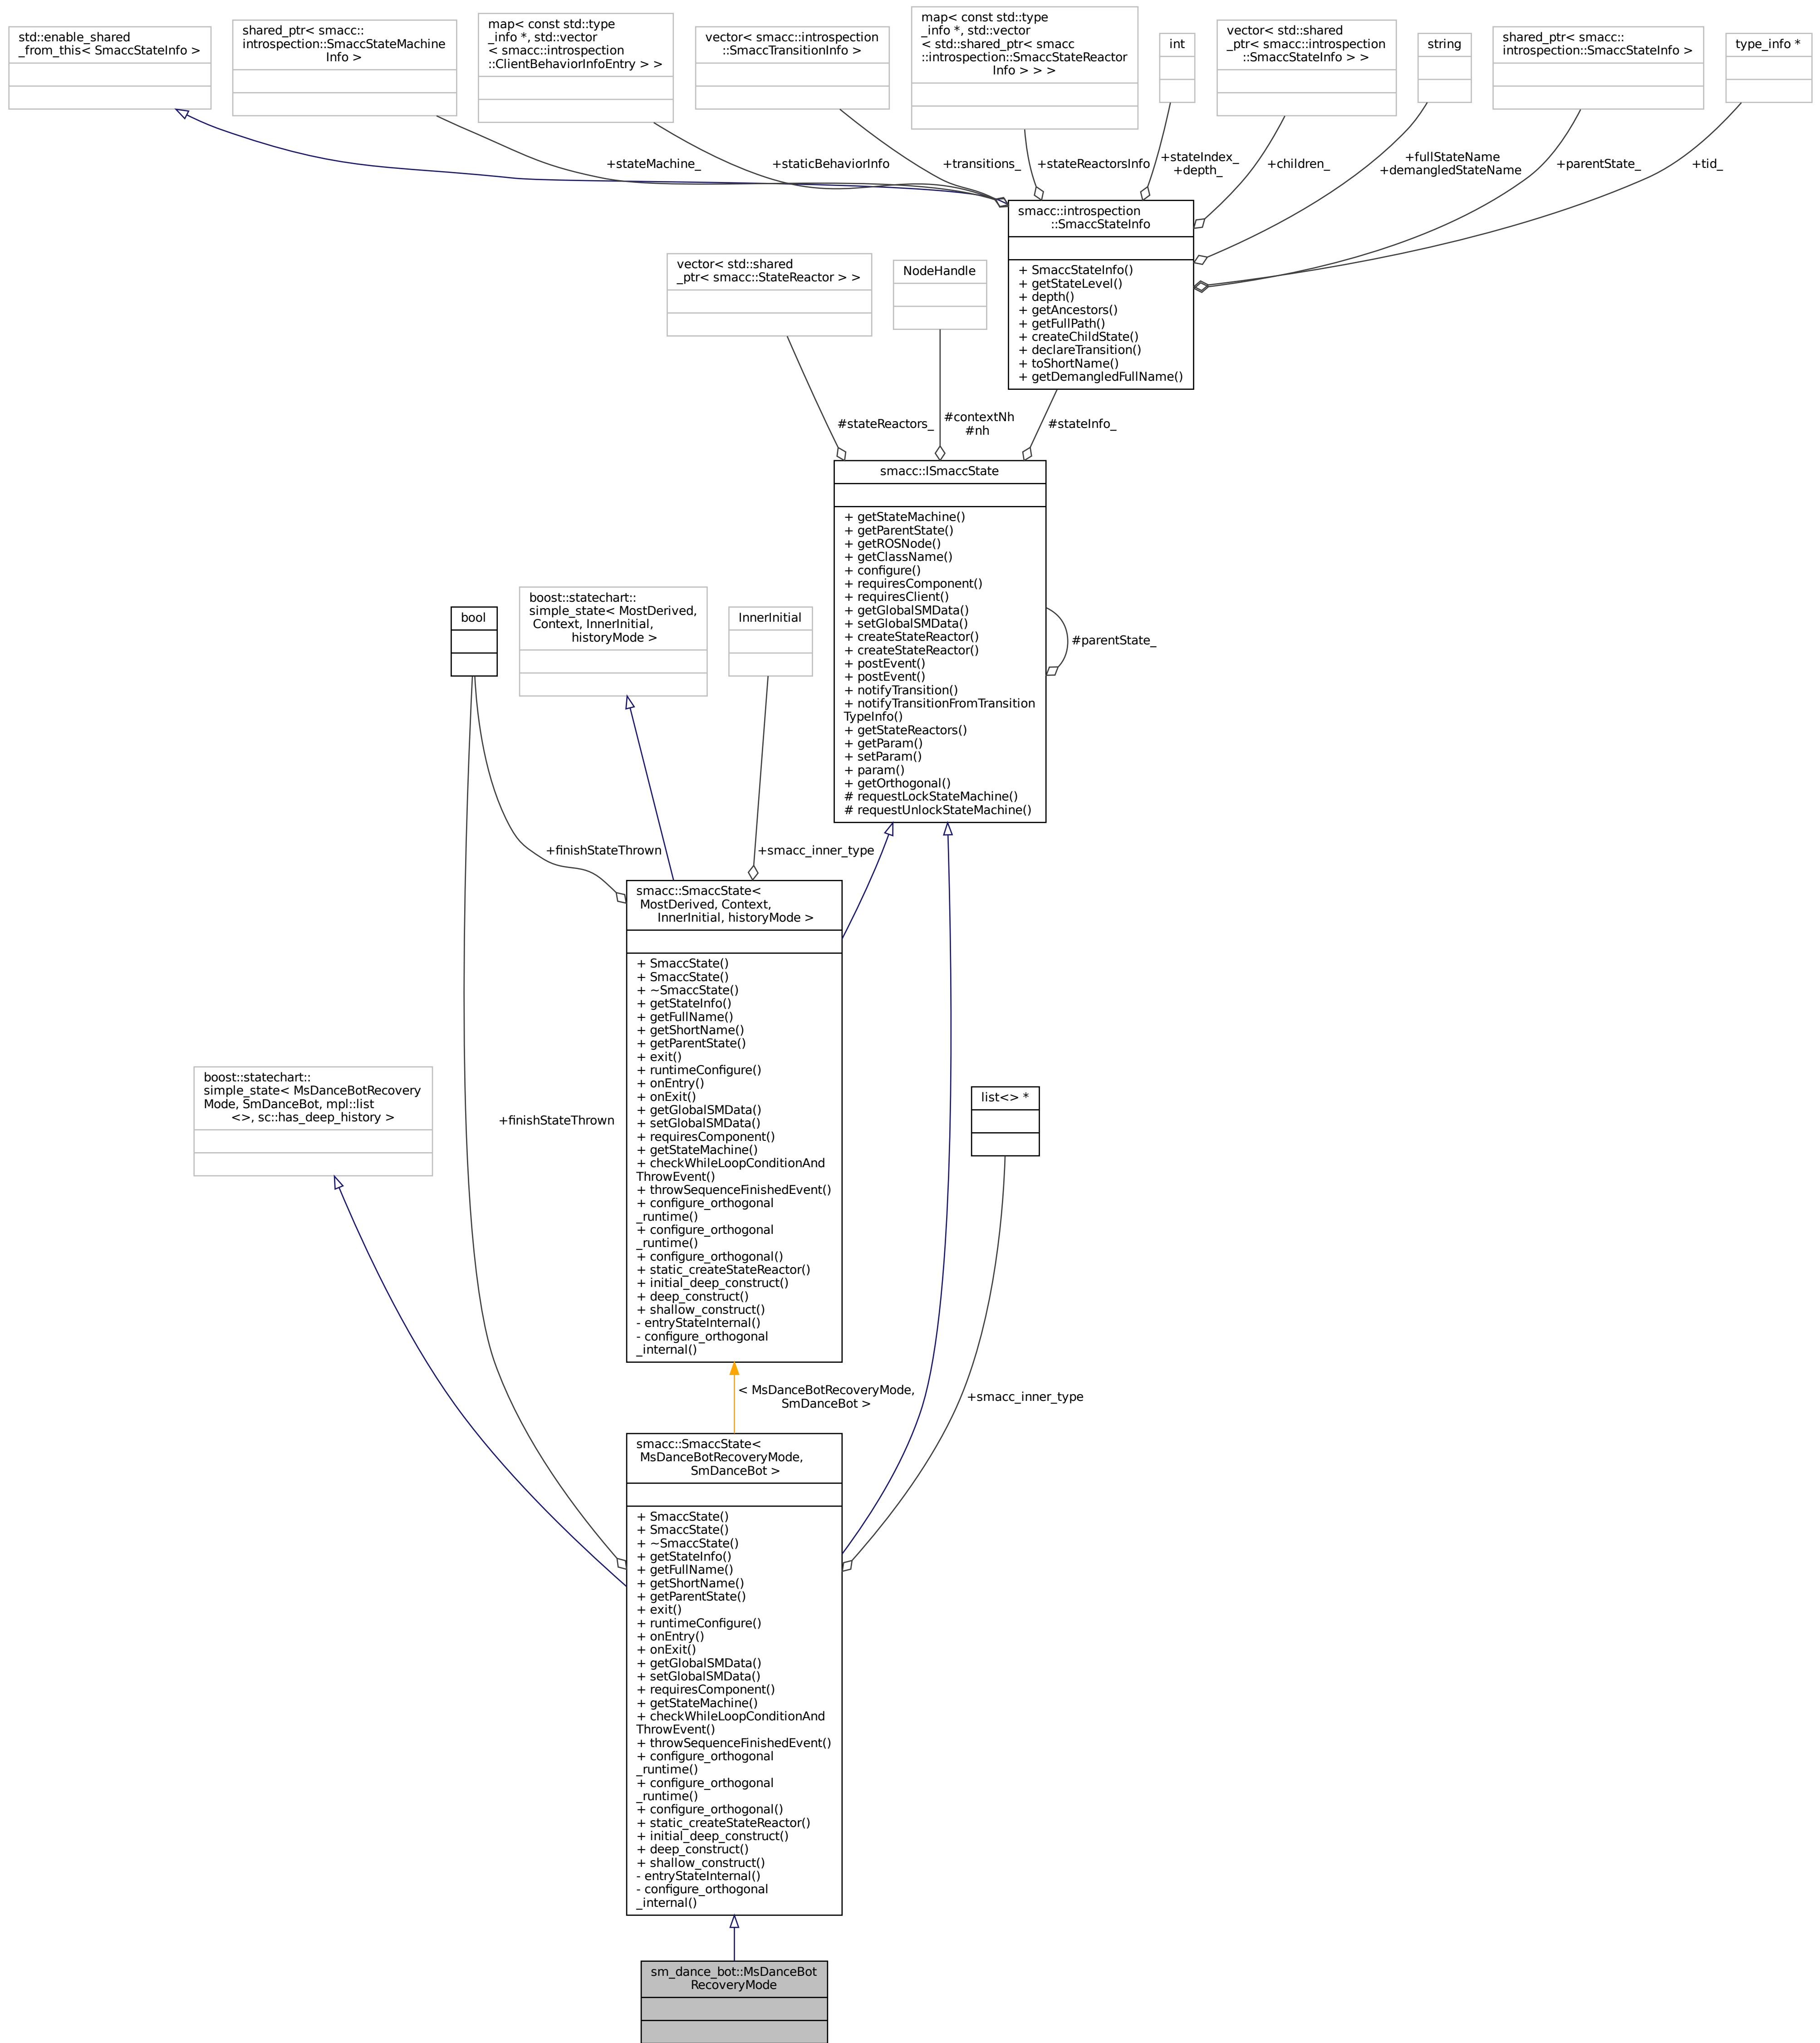 std::enable_shared
_from_this< SmaccStateInfo >
shared_ptr< smacc::
introspection::SmaccStateMachine
Info >
map< const std::type
_info *, std::vector
< smacc::introspection
::ClientBehaviorInfoEntry > >
vector< smacc::introspection
::SmaccTransitionInfo >
map< const std::type
_info *, std::vector
< std::shared_ptr< smacc
::introspection::SmaccStateReactor
Info > > >
int
vector< std::shared
_ptr< smacc::introspection
::SmaccStateInfo > >
string
shared_ptr< smacc::
introspection::SmaccStateInfo >
type_info *
+stateMachine_
+staticBehaviorInfo
+transitions_
+stateReactorsInfo
+stateIndex_
+depth_
+children_
+fullStateName
+demangledStateName
+parentState_
+tid_
smacc::introspection
::SmaccStateInfo
+ SmaccStateInfo()
+ getStateLevel()
+ depth()
+ getAncestors()
+ getFullPath()
+ createChildState()
+ declareTransition()
+ toShortName()
+ getDemangledFullName()
vector< std::shared
_ptr< smacc::StateReactor > >
NodeHandle
#stateReactors_
#contextNh
#nh
#stateInfo_
smacc::ISmaccState
+ getStateMachine()
+ getParentState()
+ getROSNode()
+ getClassName()
+ configure()
+ requiresComponent()
+ requiresClient()
+ getGlobalSMData()
+ setGlobalSMData()
+ createStateReactor()
+ createStateReactor()
+ postEvent()
+ postEvent()
+ notifyTransition()
+ notifyTransitionFromTransition
TypeInfo()
+ getStateReactors()
+ getParam()
+ setParam()
+ param()
+ getOrthogonal()
# requestLockStateMachine()
# requestUnlockStateMachine()
#parentState_
bool
boost::statechart::
simple_state< MostDerived,
Context, InnerInitial,
historyMode >
InnerInitial
+finishStateThrown
+smacc_inner_type
smacc::SmaccState<
MostDerived, Context,
InnerInitial, historyMode >
+ SmaccState()
+ SmaccState()
+ ~SmaccState()
+ getStateInfo()
+ getFullName()
+ getShortName()
+ getParentState()
+ exit()
+ runtimeConfigure()
+ onEntry()
+ onExit()
+ getGlobalSMData()
+ setGlobalSMData()
+ requiresComponent()
+ getStateMachine()
+ checkWhileLoopConditionAnd
ThrowEvent()
+ throwSequenceFinishedEvent()
+ configure_orthogonal
_runtime()
+ configure_orthogonal
_runtime()
+ configure_orthogonal()
+ static_createStateReactor()
+ initial_deep_construct()
+ deep_construct()
+ shallow_construct()
- entryStateInternal()
- configure_orthogonal
_internal()
boost::statechart::
simple_state< MsDanceBotRecovery
Mode, SmDanceBot, mpl::list
<>, sc::has_deep_history >
+finishStateThrown
list<> *
< MsDanceBotRecoveryMode,
SmDanceBot >
+smacc_inner_type
smacc::SmaccState<
MsDanceBotRecoveryMode,
SmDanceBot >
+ SmaccState()
+ SmaccState()
+ ~SmaccState()
+ getStateInfo()
+ getFullName()
+ getShortName()
+ getParentState()
+ exit()
+ runtimeConfigure()
+ onEntry()
+ onExit()
+ getGlobalSMData()
+ setGlobalSMData()
+ requiresComponent()
+ getStateMachine()
+ checkWhileLoopConditionAnd
ThrowEvent()
+ throwSequenceFinishedEvent()
+ configure_orthogonal
_runtime()
+ configure_orthogonal
_runtime()
+ configure_orthogonal()
+ static_createStateReactor()
+ initial_deep_construct()
+ deep_construct()
+ shallow_construct()
- entryStateInternal()
- configure_orthogonal
_internal()
sm_dance_bot::MsDanceBot
RecoveryMode